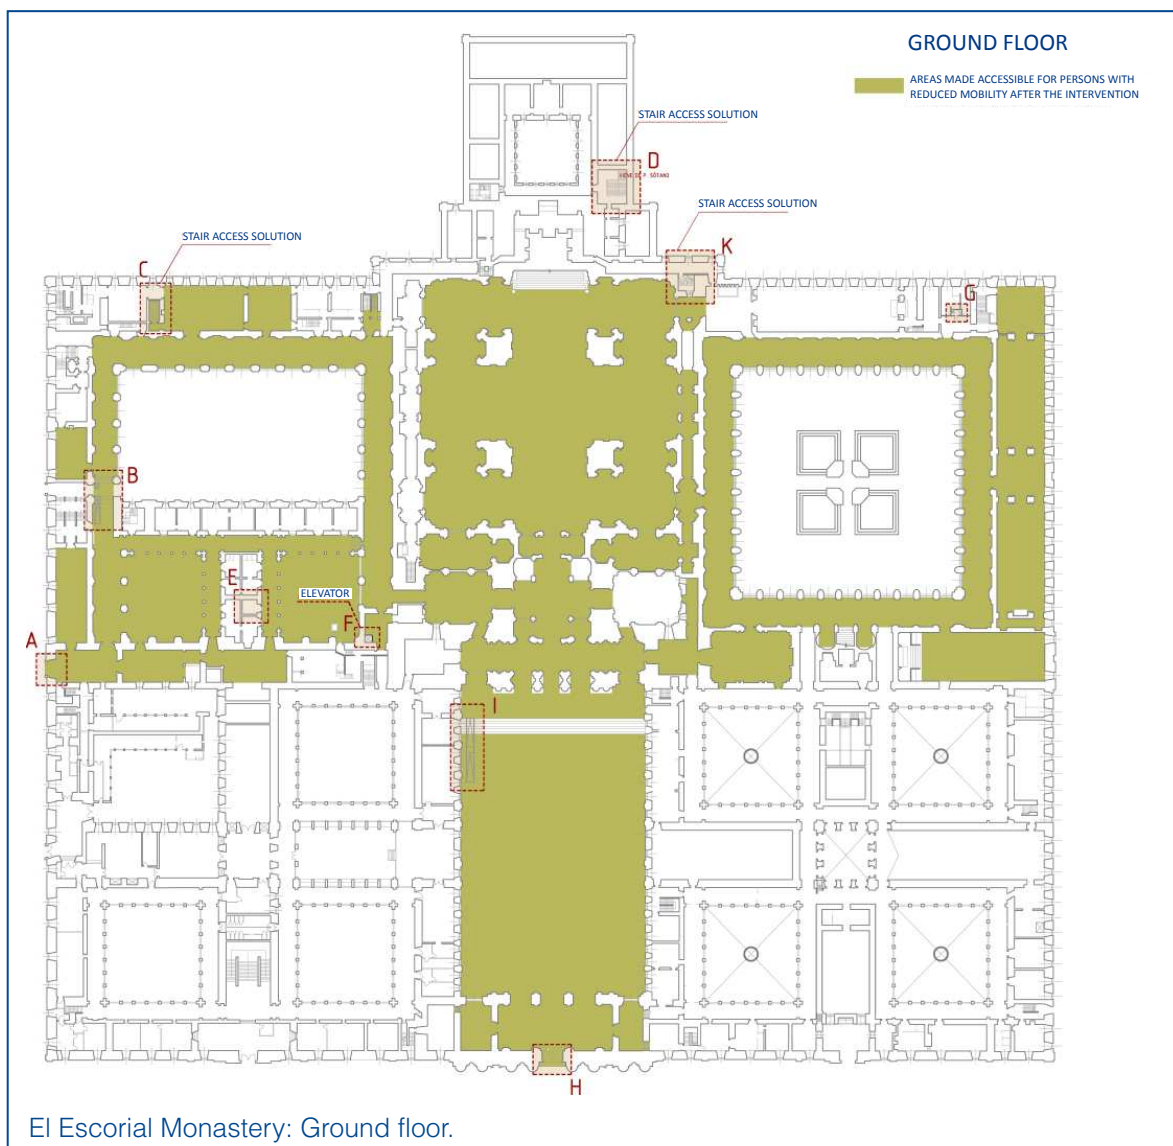 GROUND FLOOR
AREAS MADE ACCESSIBLE FOR PERSONS WITH
REDUCED MOBILITY AFTER THE INTERVENTION
STAIR ACCESS SOLUTION
D
STAIR ACCESS SOLUTION
K
STAIR ACCESS SOLUTION
C
G
B
E
ELEVATOR
F
A
I
H
El Escorial Monastery: Ground floor.